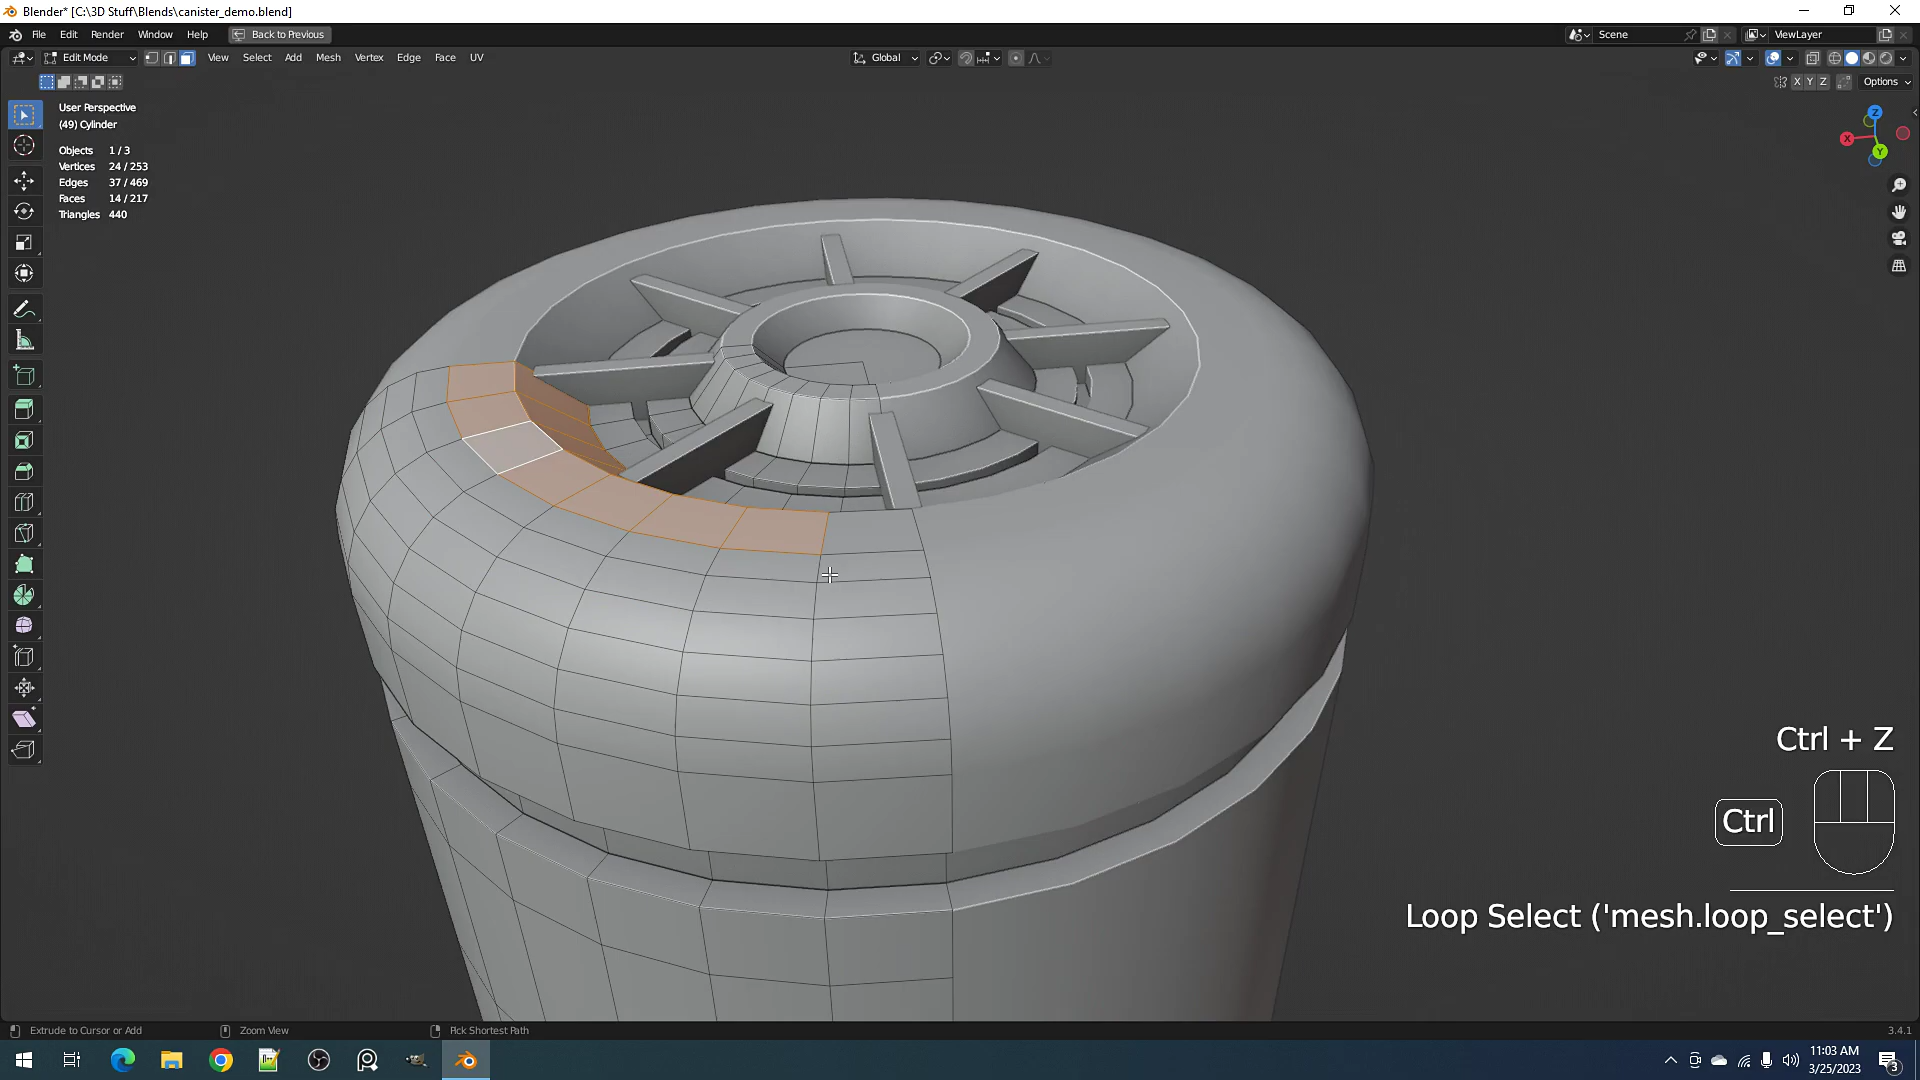 Blender* [C:\3D Stuff\Blends\canister_demo.blend]
File Edit Render Window Help Back to Previous Scene ViewLayer
Edit Mode View Select Add Mesh Vertex Edge Face UV Global
X Y Z Options
User Perspective
(49) Cylinder
Objects 1 / 3
Vertices 24 / 253
Edges 37 / 469
Faces 14 / 217
Triangles 440
Z
X
Y
Ctrl + Z
Ctrl
Loop Select ('mesh.loop_select')
Extrude to Cursor or Add Zoom View Pick Shortest Path 3.4.1
11:03 AM
3/25/2023
3